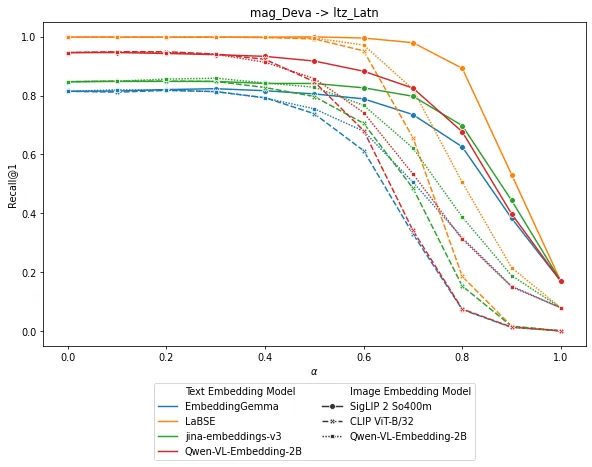 mag_Deva -> ltz_Latn
1.0
0.8
0.6
0.4
0.2
0.0
Recall@1
0.0 0.2 0.4 0.6 0.8 1.0
α
Text Embedding Model Image Embedding Model
EmbeddingGemma SigLIP 2 So400m
LaBSE CLIP ViT-B/32
jina-embeddings-v3 Qwen-VL-Embedding-2B
Qwen-VL-Embedding-2B